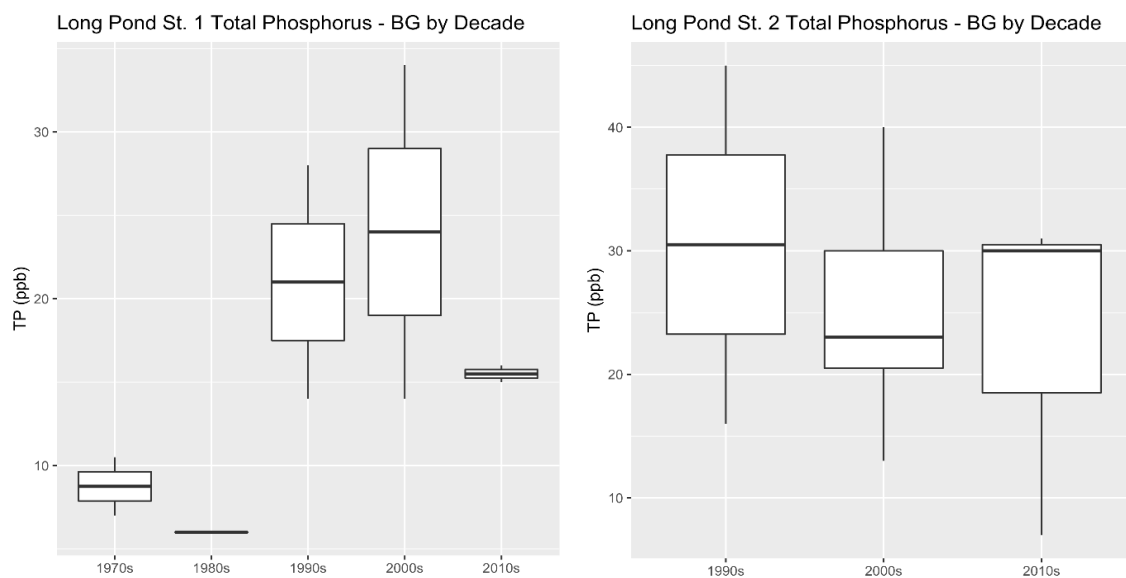 Long Pond St. 1 Total Phosphorus - BG by Decade
TP (ppb)
30
20
10
1970s 1980s 1990s 2000s 2010s
Long Pond St. 2 Total Phosphorus - BG by Decade
TP (ppb)
40
30
20
10
1990s 2000s 2010s